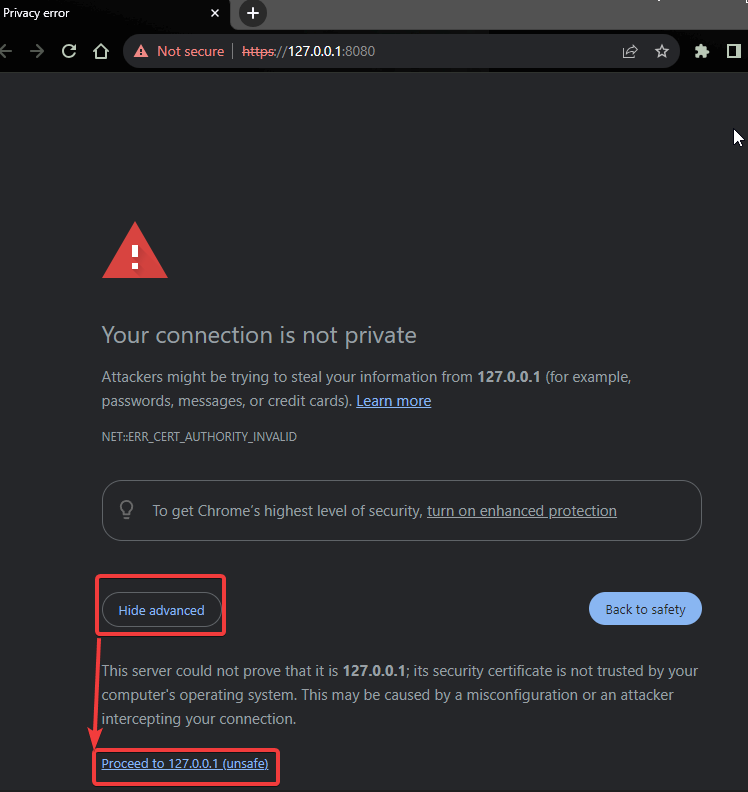 Privacy error
Not secure https://127.0.0.1:8080
Your connection is not private
Attackers might be trying to steal your information from 127.0.0.1 (for example,
passwords, messages, or credit cards). Learn more
NET::ERR_CERT_AUTHORITY_INVALID
To get Chrome's highest level of security, turn on enhanced protection
Hide advanced
Back to safety
This server could not prove that it is 127.0.0.1; its security certificate is not trusted by your
computer's operating system. This may be caused by a misconfiguration or an attacker
intercepting your connection.
Proceed to 127.0.0.1 (unsafe)